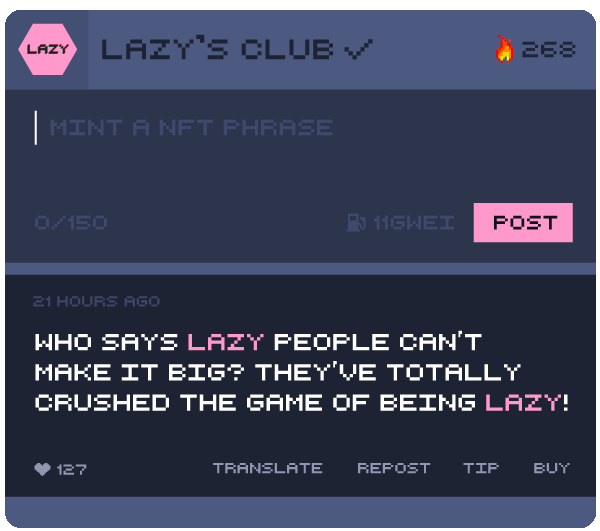 LAZY
LAZY'S CLUB
268
MINT A NFT PHRASE
0/150
11GWEI
POST
21 HOURS AGO
WHO SAYS LAZY PEOPLE CAN'T
MAKE IT BIG? THEY'VE TOTALLY
CRUSHED THE GAME OF BEING LAZY!
127
TRANSLATE REPOST TIP BUY